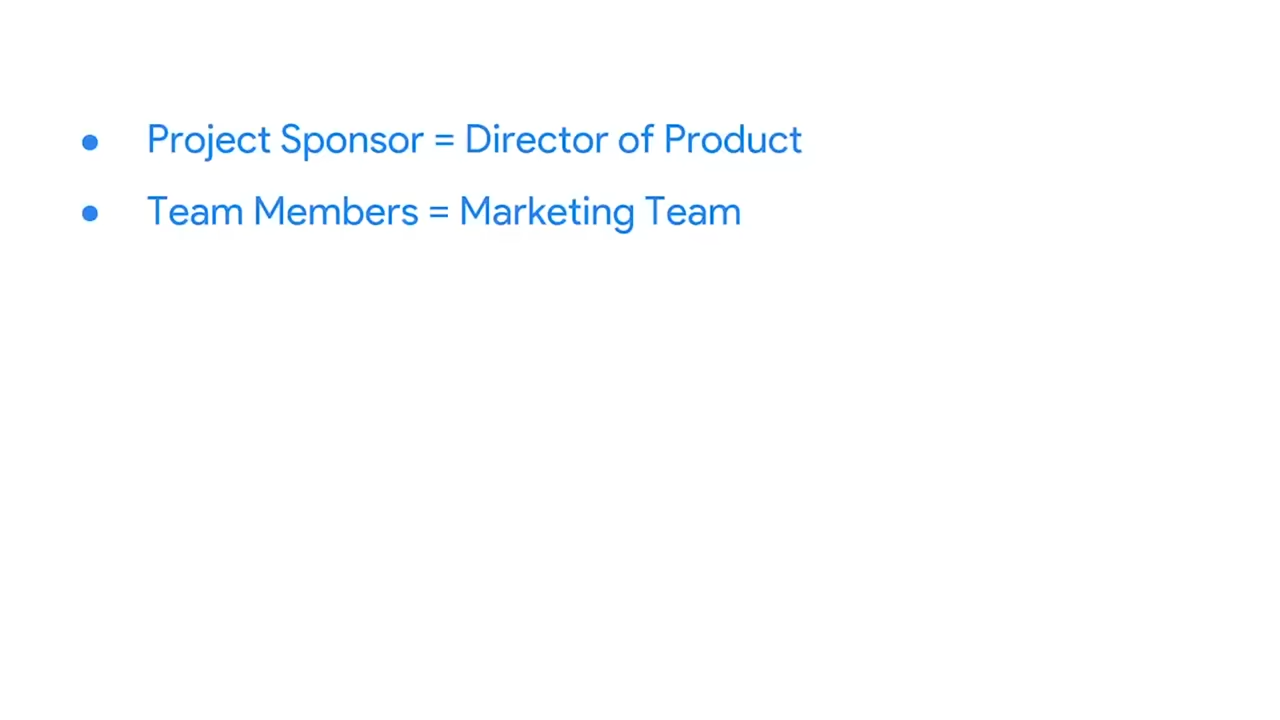 ● Project Sponsor = Director of Product
● Team Members = Marketing Team